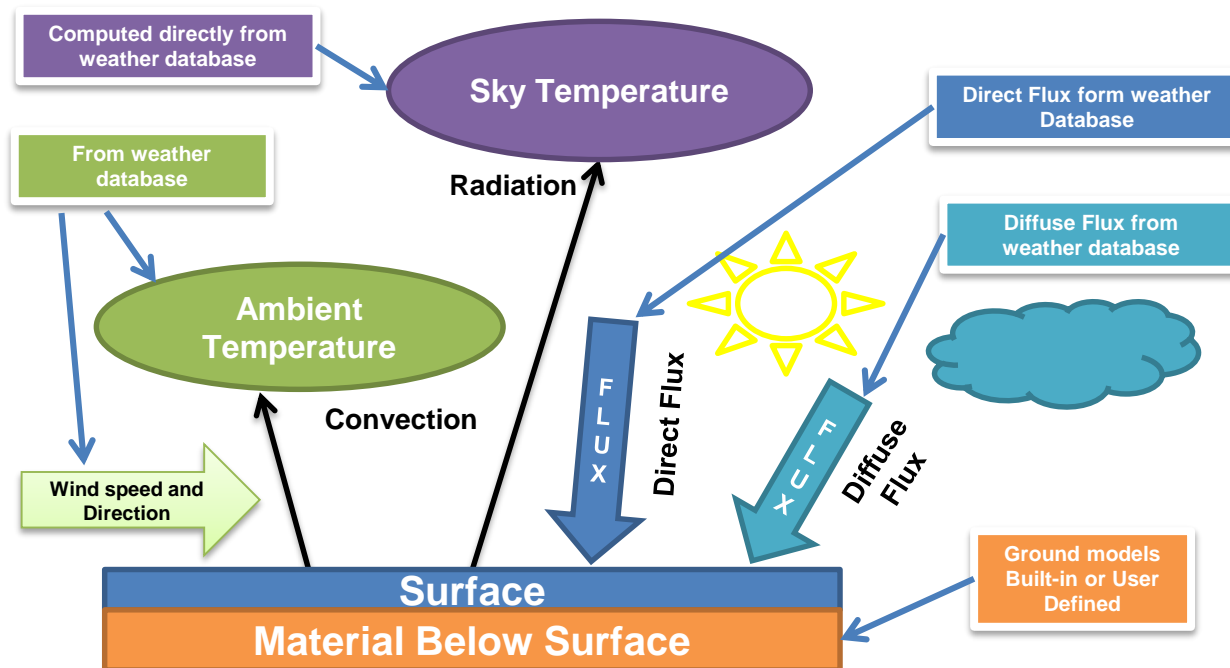 Computed directly from
weather database
Sky Temperature
Direct Flux form weather
Database
From weather
database
Radiation
Diffuse Flux from
weather database
Ambient
Temperature
Convection
FLUX
Direct Flux
FLUX
Diffuse
Flux
Wind speed and
Direction
Ground models
Built-in or User
Defined
Surface
Material Below Surface